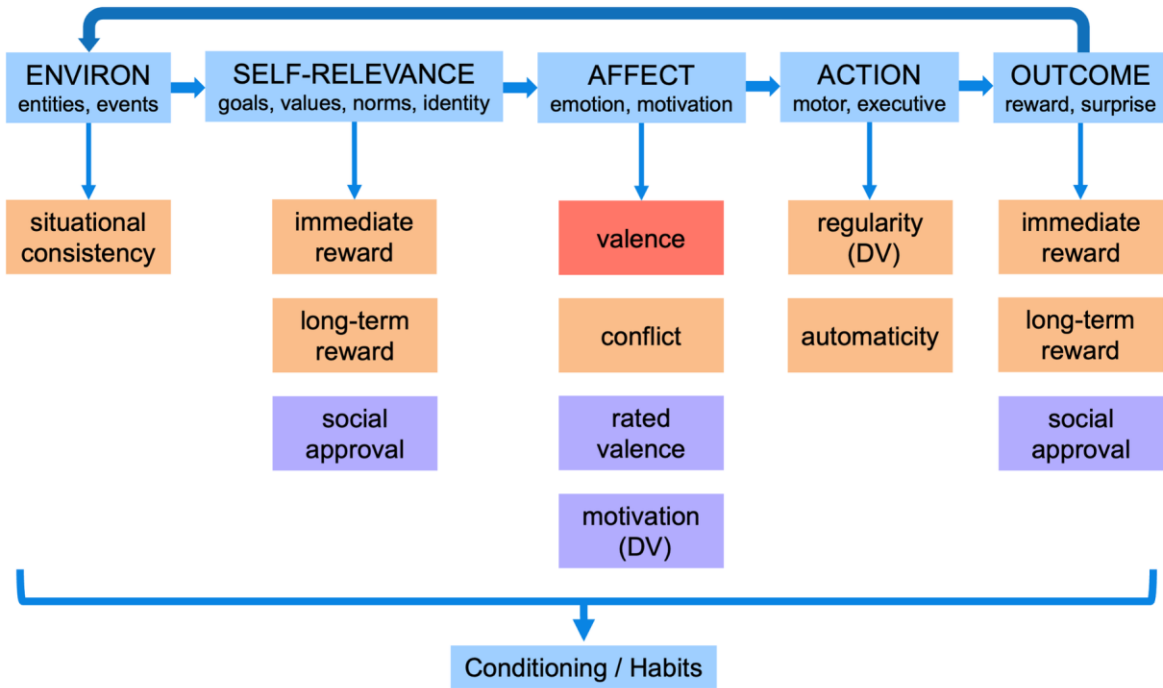 ENVIRON
entities, events
SELF-RELEVANCE
goals, values, norms, identity
AFFECT
emotion, motivation
ACTION
motor, executive
OUTCOME
reward, surprise
situational
consistency
immediate
reward
long-term
reward
social
approval
valence
conflict
rated
valence
motivation
(DV)
regularity
(DV)
automaticity
immediate
reward
long-term
reward
social
approval
Conditioning / Habits